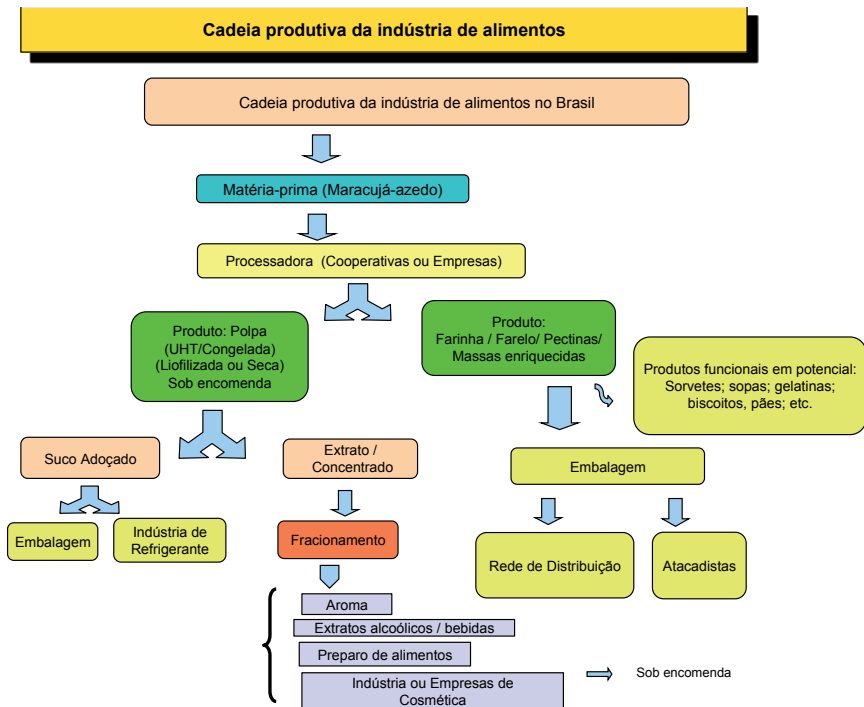 Cadeia produtiva da indústria de alimentos
Cadeia produtiva da indústria de alimentos no Brasil
Matéria-prima (Maracujá-azedo)
Processadora (Cooperativas ou Empresas)
Produto: Polpa
(UHT/Congelada)
(Liofilizada ou Seca)
Sob encomenda
Produto:
Farinha / Farelo/ Pectinas/
Massas enriquecidas
Produtos funcionais em potencial:
Sorvetes; sopas; gelatinas;
biscoitos, pães; etc.
Suco Adoçado
Extrato /
Concentrado
Embalagem
Embalagem
Indústria de
Refrigerante
Fracionamento
Rede de Distribuição
Atacadistas
Aroma
Extratos alcoólicos / bebidas
Preparo de alimentos
Indústria ou Empresas de
Cosmética
Sob encomenda